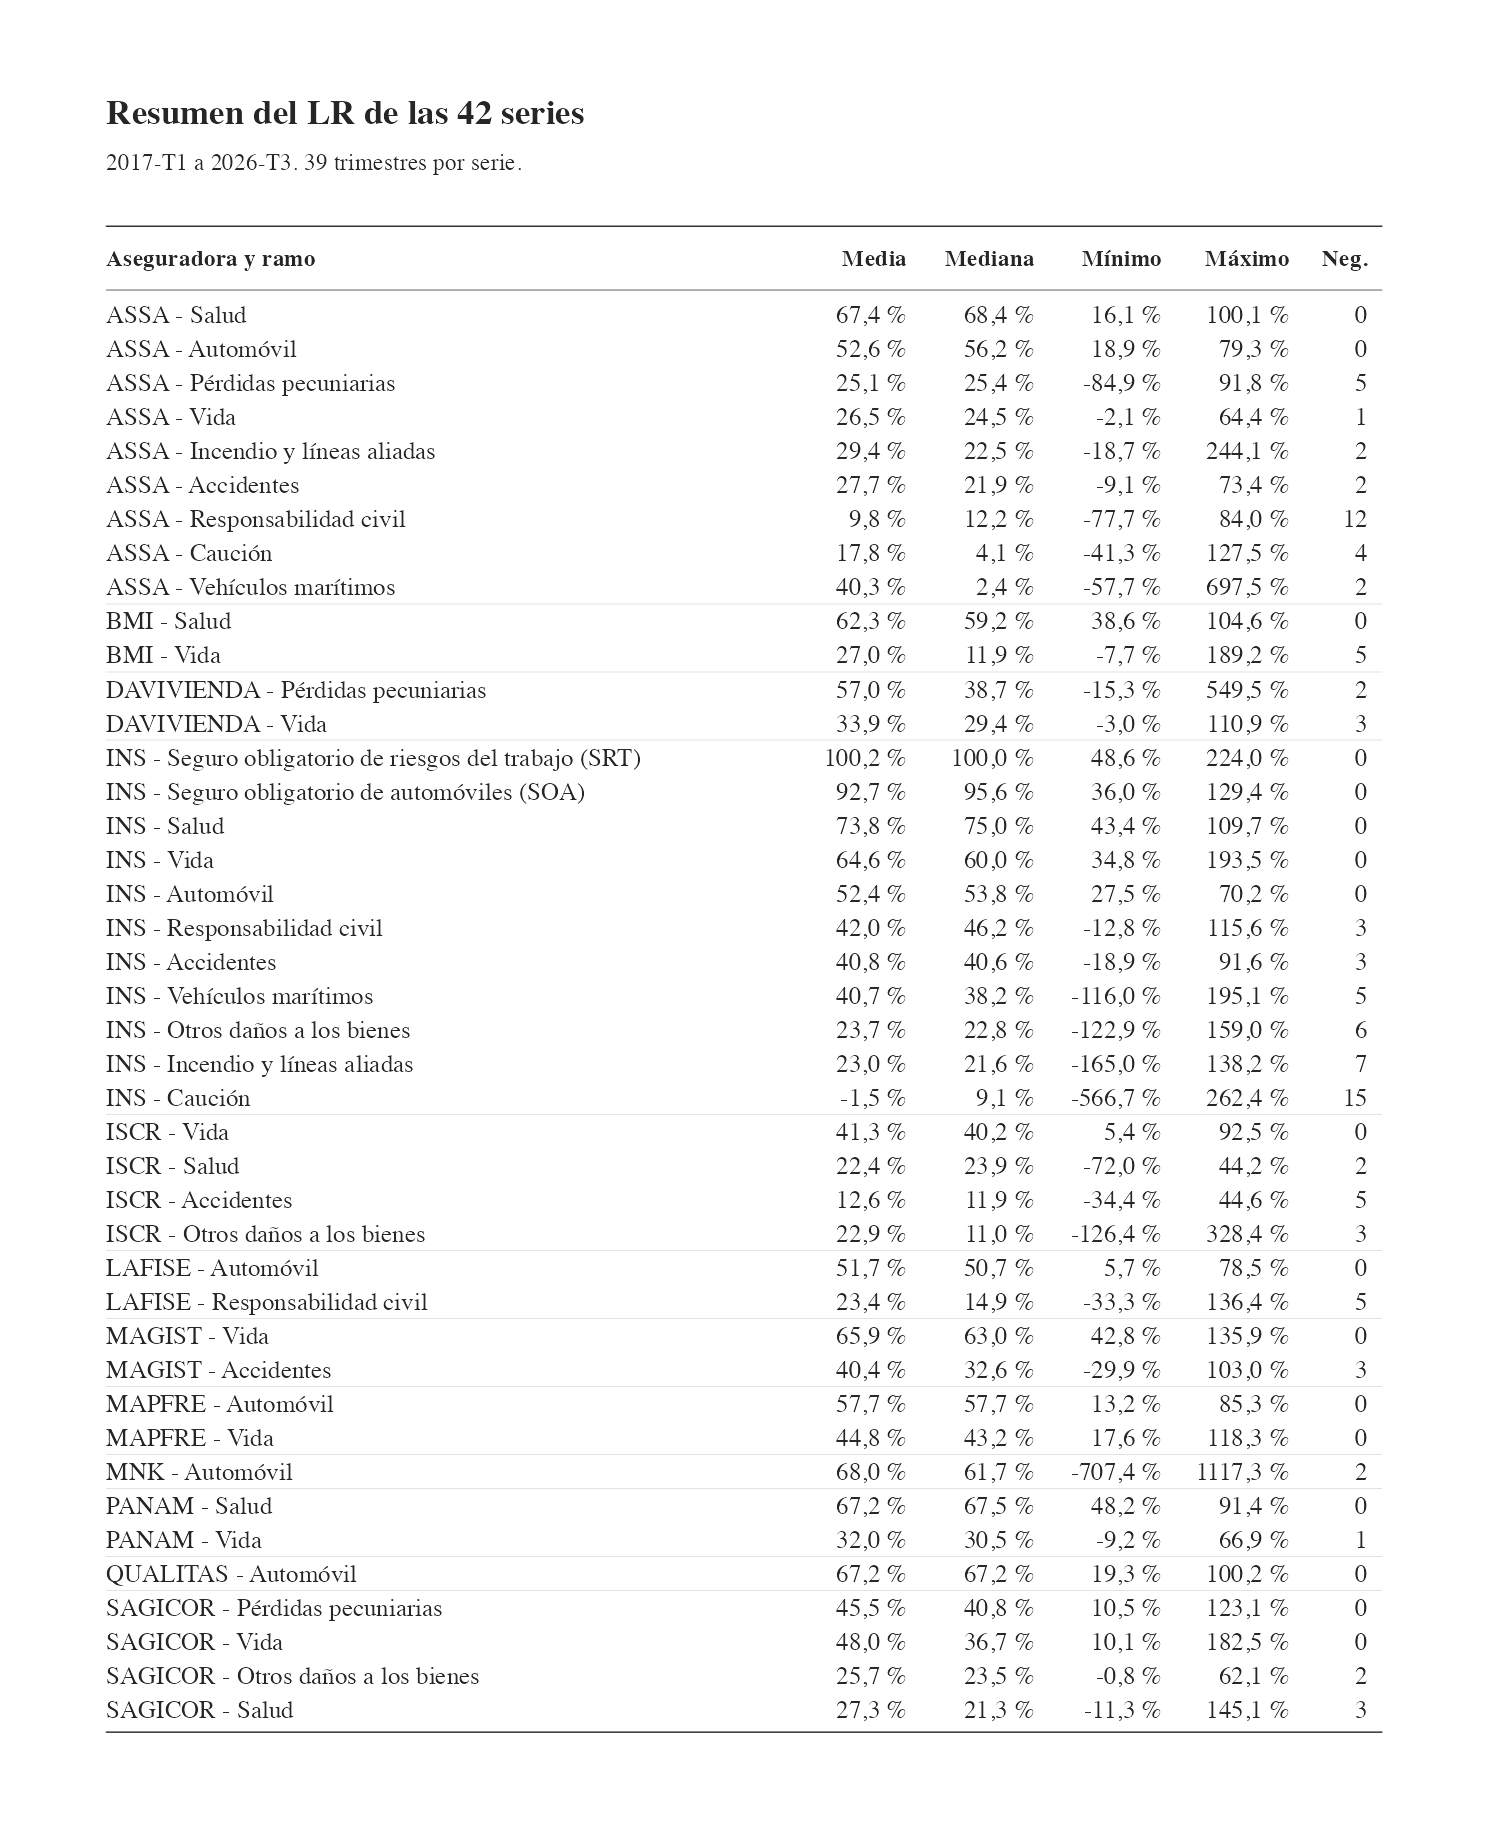 Resumen del LR de las 42 series
2017-T1 a 2026-T3. 39 trimestres por serie.
Aseguradora y ramo Media Mediana Mínimo Máximo Neg.
ASSA - Salud 67,4 % 68,4 % 16,1 % 100,1 % 0
ASSA - Automóvil 52,6 % 56,2 % 18,9 % 79,3 % 0
ASSA - Pérdidas pecuniarias 25,1 % 25,4 % -84,9 % 91,8 % 5
ASSA - Vida 26,5 % 24,5 % -2,1 % 64,4 % 1
ASSA - Incendio y líneas aliadas 29,4 % 22,5 % -18,7 % 244,1 % 2
ASSA - Accidentes 27,7 % 21,9 % -9,1 % 73,4 % 2
ASSA - Responsabilidad civil 9,8 % 12,2 % -77,7 % 84,0 % 12
ASSA - Caución 17,8 % 4,1 % -41,3 % 127,5 % 4
ASSA - Vehículos marítimos 40,3 % 2,4 % -57,7 % 697,5 % 2
BMI - Salud 62,3 % 59,2 % 38,6 % 104,6 % 0
BMI - Vida 27,0 % 11,9 % -7,7 % 189,2 % 5
DAVIVIENDA - Pérdidas pecuniarias 57,0 % 38,7 % -15,3 % 549,5 % 2
DAVIVIENDA - Vida 33,9 % 29,4 % -3,0 % 110,9 % 3
INS - Seguro obligatorio de riesgos del trabajo (SRT) 100,2 % 100,0 % 48,6 % 224,0 % 0
INS - Seguro obligatorio de automóviles (SOA) 92,7 % 95,6 % 36,0 % 129,4 % 0
INS - Salud 73,8 % 75,0 % 43,4 % 109,7 % 0
INS - Vida 64,6 % 60,0 % 34,8 % 193,5 % 0
INS - Automóvil 52,4 % 53,8 % 27,5 % 70,2 % 0
INS - Responsabilidad civil 42,0 % 46,2 % -12,8 % 115,6 % 3
INS - Accidentes 40,8 % 40,6 % -18,9 % 91,6 % 3
INS - Vehículos marítimos 40,7 % 38,2 % -116,0 % 195,1 % 5
INS - Otros daños a los bienes 23,7 % 22,8 % -122,9 % 159,0 % 6
INS - Incendio y líneas aliadas 23,0 % 21,6 % -165,0 % 138,2 % 7
INS - Caución -1,5 % 9,1 % -566,7 % 262,4 % 15
ISCR - Vida 41,3 % 40,2 % 5,4 % 92,5 % 0
ISCR - Salud 22,4 % 23,9 % -72,0 % 44,2 % 2
ISCR - Accidentes 12,6 % 11,9 % -34,4 % 44,6 % 5
ISCR - Otros daños a los bienes 22,9 % 11,0 % -126,4 % 328,4 % 3
LAFISE - Automóvil 51,7 % 50,7 % 5,7 % 78,5 % 0
LAFISE - Responsabilidad civil 23,4 % 14,9 % -33,3 % 136,4 % 5
MAGIST - Vida 65,9 % 63,0 % 42,8 % 135,9 % 0
MAGIST - Accidentes 40,4 % 32,6 % -29,9 % 103,0 % 3
MAPFRE - Automóvil 57,7 % 57,7 % 13,2 % 85,3 % 0
MAPFRE - Vida 44,8 % 43,2 % 17,6 % 118,3 % 0
MNK - Automóvil 68,0 % 61,7 % -707,4 % 1117,3 % 2
PANAM - Salud 67,2 % 67,5 % 48,2 % 91,4 % 0
PANAM - Vida 32,0 % 30,5 % -9,2 % 66,9 % 1
QUALITAS - Automóvil 67,2 % 67,2 % 19,3 % 100,2 % 0
SAGICOR - Pérdidas pecuniarias 45,5 % 40,8 % 10,5 % 123,1 % 0
SAGICOR - Vida 48,0 % 36,7 % 10,1 % 182,5 % 0
SAGICOR - Otros daños a los bienes 25,7 % 23,5 % -0,8 % 62,1 % 2
SAGICOR - Salud 27,3 % 21,3 % -11,3 % 145,1 % 3